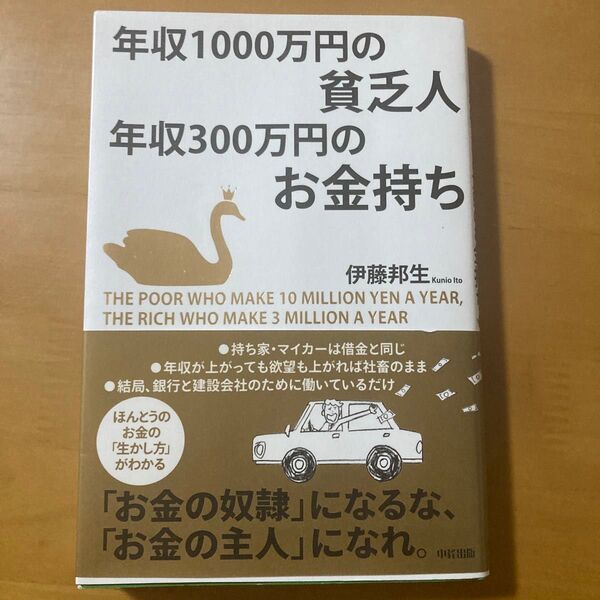 年収1000万円の
貧乏人
年収300万円の
お金持ち
伊藤邦生 Kunio Ito
THE POOR WHO MAKE 10 MILLION YEN A YEAR,
THE RICH WHO MAKE 3 MILLION A YEAR
●持ち家・マイカーは借金と同じ
●年収が上がっても欲望も上がれば社畜のまま
●結局、銀行と建設会社のために働いているだけ
ほんとうの
お金の
「生かし方」
がわかる
「お金の奴隷」になるな、
「お金の主人」になれ。
中経出版